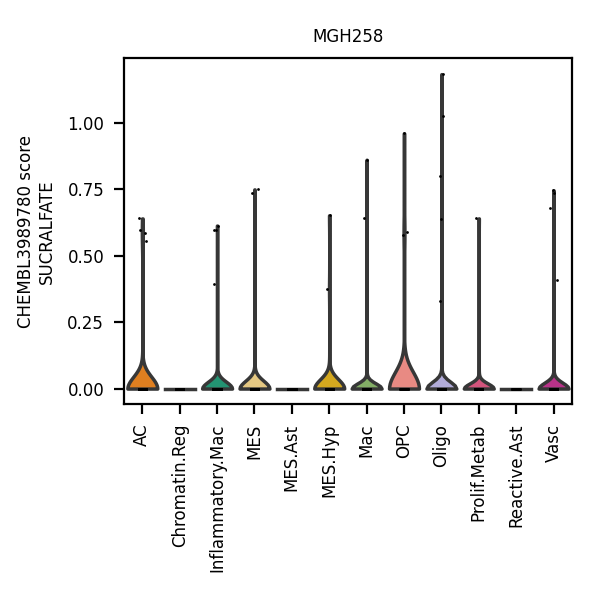 MGH258
CHEMBL3989780 score
SUCRALFATE
1.00
0.75
0.50
0.25
0.00
AC
Chromatin.Reg
Inflammatory.Mac
MES
MES.Ast
MES.Hyp
Mac
OPC
Oligo
Prolif.Metab
Reactive.Ast
Vasc